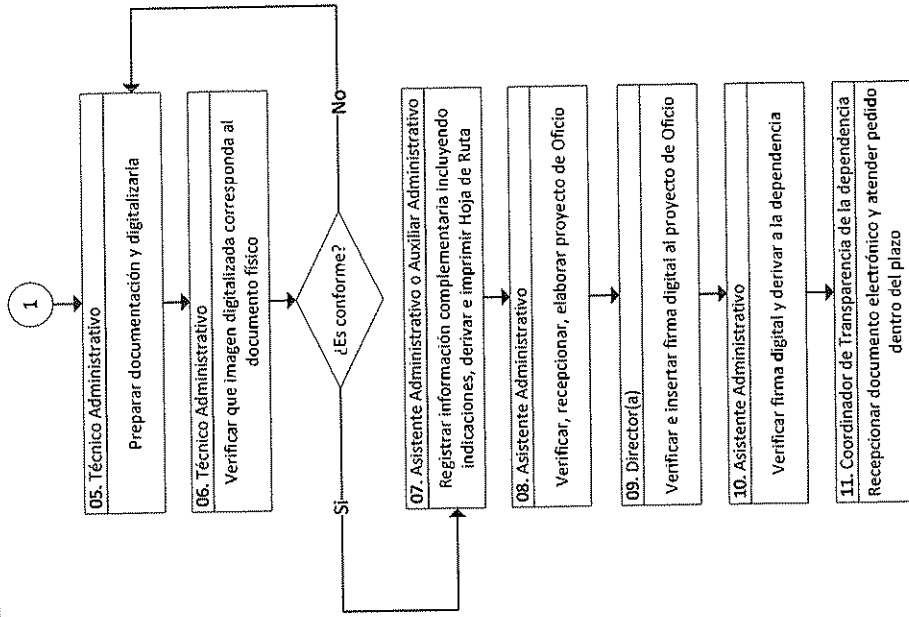 1
05. Técnico Administrativo
Preparar documentación y digitalizarla
06. Técnico Administrativo
Verificar que imagen digitalizada corresponda al
documento físico
¿Es conforme?
No
Si
07. Asistente Administrativo o Auxiliar Administrativo
Registrar información complementaria incluyendo
indicaciones, derivar e imprimir Hoja de Ruta
08. Asistente Administrativo
Verificar, recepcionar, elaborar proyecto de Oficio
09. Director(a)
Verificar e insertar firma digital al proyecto de Oficio
10. Asistente Administrativo
Verificar firma digital y derivar a la dependencia
11. Coordinador de Transparencia de la dependencia
Recepcionar documento electrónico y atender pedido
dentro del plazo